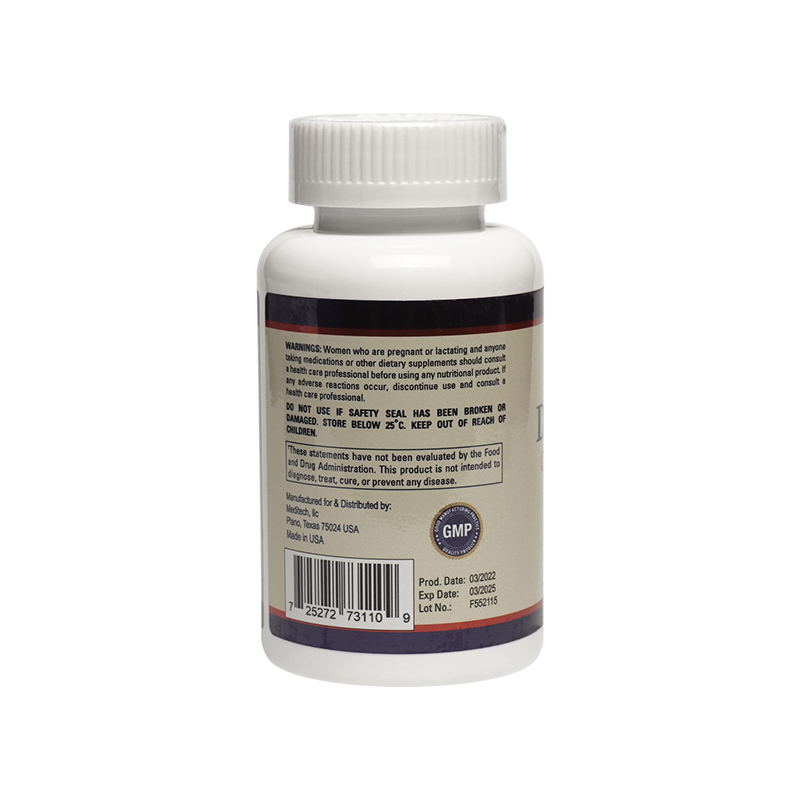 WARNINGS: Women who are pregnant or lactating and anyone
taking medications or other dietary supplements should consult
a health care professional before using any nutritional product. If
any adverse reactions occur, discontinue use and consult a
health care professional.
DO NOT USE IF SAFETY SEAL HAS BEEN BROKEN OR
DAMAGED. STORE BELOW 25°C. KEEP OUT OF REACH OF
CHILDREN.
*These statements have not been evaluated by the Food
and Drug Administration. This product is not intended to
diagnose, treat, cure, or prevent any disease.
Manufactured for & Distributed by:
Meditech, llc
Plano, Texas 75024 USA
Made in USA
GOOD MANUFACTURING PRACTICE
GMP
QUALITY PRODUCT
Prod. Date: 03/2022
Exp Date: 03/2025
Lot No.: F552115
7 25272 73110 9